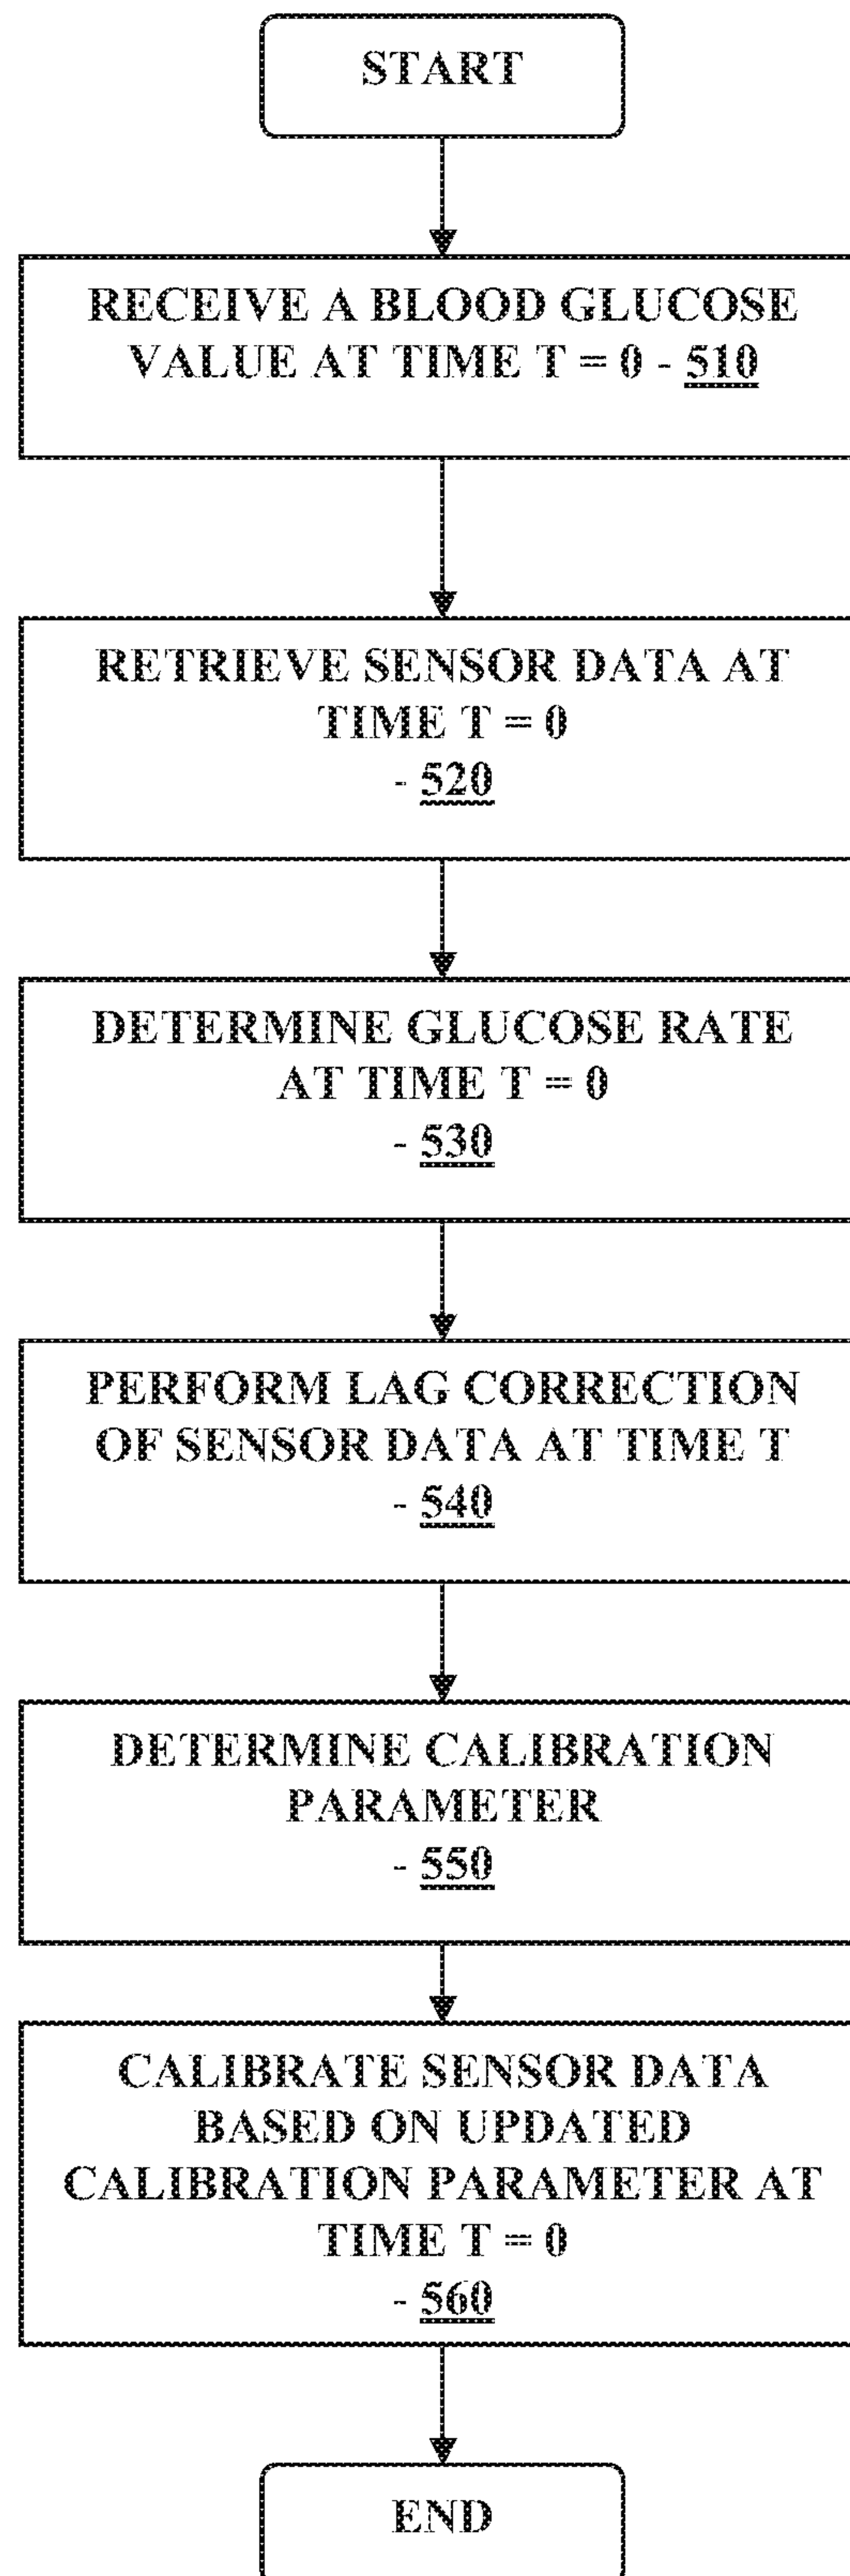 START
RECEIVE A BLOOD GLUCOSE
VALUE AT TIME T = 0 - 510
RETRIEVE SENSOR DATA AT
TIME T = 0
- 520
DETERMINE GLUCOSE RATE
AT TIME T = 0
- 530
PERFORM LAG CORRECTION
OF SENSOR DATA AT TIME T
- 540
DETERMINE CALIBRATION
PARAMETER
- 550
CALIBRATE SENSOR DATA
BASED ON UPDATED
CALIBRATION PARAMETER AT
TIME T = 0
- 560
END